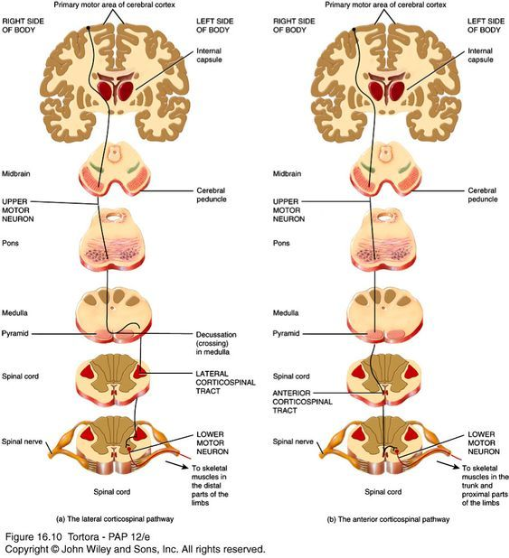 Primary motor area of cerebral cortex
RIGHT SIDE
OF BODY
LEFT SIDE
OF BODY
Internal
capsule
Midbrain
Cerebral
peduncle
UPPER
MOTOR
NEURON
Pons
Medulla
Pyramid
Decussation
(crossing)
in medulla
Spinal cord
LATERAL
CORTICOSPINAL
TRACT
Spinal nerve
LOWER
MOTOR
NEURON
To skeletal
muscles in
the distal
parts of the
limbs
Spinal cord
(a) The lateral corticospinal pathway
Primary motor area of cerebral cortex
RIGHT SIDE
OF BODY
LEFT SIDE
OF BODY
Internal
capsule
Midbrain
Cerebral
peduncle
UPPER
MOTOR
NEURON
Pons
Medulla
Pyramid
Spinal cord
ANTERIOR
CORTICOSPINAL
TRACT
Spinal nerve
LOWER
MOTOR
NEURON
To skeletal
muscles in the
trunk and
proximal parts
of the limbs
Spinal cord
(b) The anterior corticospinal pathway
Figure 16.10 Tortora - PAP 12/e
Copyright © John Wiley and Sons, Inc. All rights reserved.